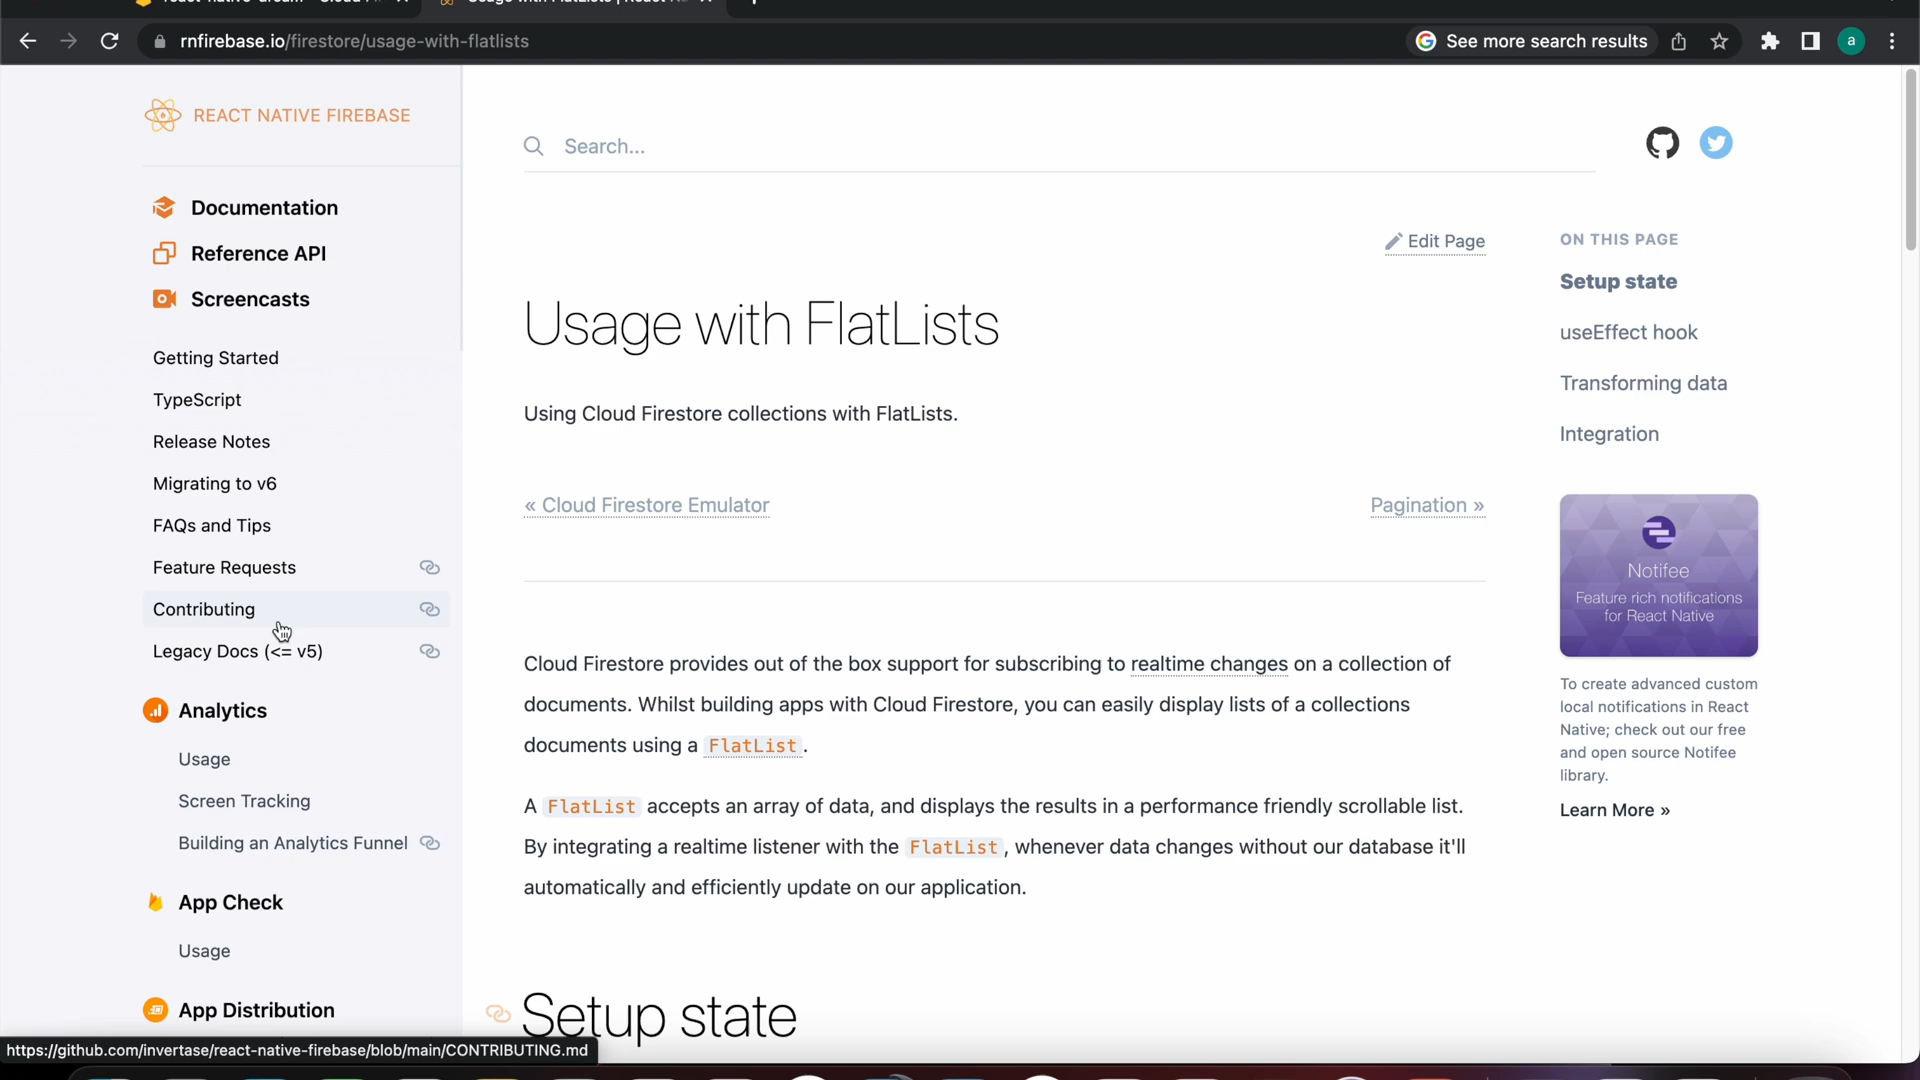 rnfirebase.io/firestore/usage-with-flatlists
See more search results
a
REACT NATIVE FIREBASE
Documentation
Reference API
Screencasts
Getting Started
TypeScript
Release Notes
Migrating to v6
FAQs and Tips
Feature Requests
Contributing
Legacy Docs (<= v5)
Analytics
Usage
Screen Tracking
Building an Analytics Funnel
App Check
Usage
App Distribution
https://github.com/invertase/react-native-firebase/blob/main/CONTRIBUTING.md
Search...
Edit Page
Usage with FlatLists
Using Cloud Firestore collections with FlatLists.
« Cloud Firestore Emulator
Pagination »
Cloud Firestore provides out of the box support for subscribing to realtime changes on a collection of
documents. Whilst building apps with Cloud Firestore, you can easily display lists of a collections
documents using a FlatList.
A FlatList accepts an array of data, and displays the results in a performance friendly scrollable list.
By integrating a realtime listener with the FlatList, whenever data changes without our database it'll
automatically and efficiently update on our application.
Setup state
ON THIS PAGE
Setup state
useEffect hook
Transforming data
Integration
Notifee
Feature rich notifications
for React Native
To create advanced custom
local notifications in React
Native; check out our free
and open source Notifee
library.
Learn More »